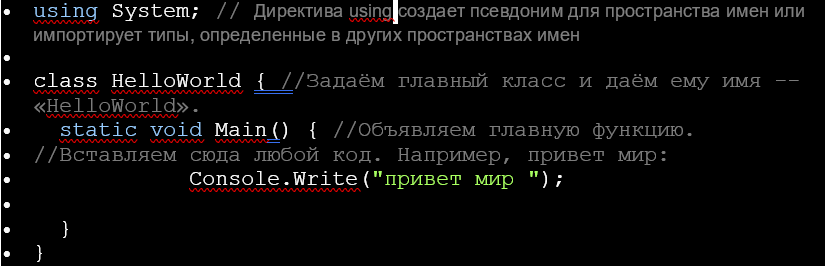 using System; // Директива using создает псевдоним для пространства имен или
импортирует типы, определенные в других пространствах имен
class HelloWorld { //Задаём главный класс и даём ему имя --
«HelloWorld».
static void Main() { //Объявляем главную функцию.
//Вставляем сюда любой код. Например, привет мир:
Console.Write("привет мир ");
}
}